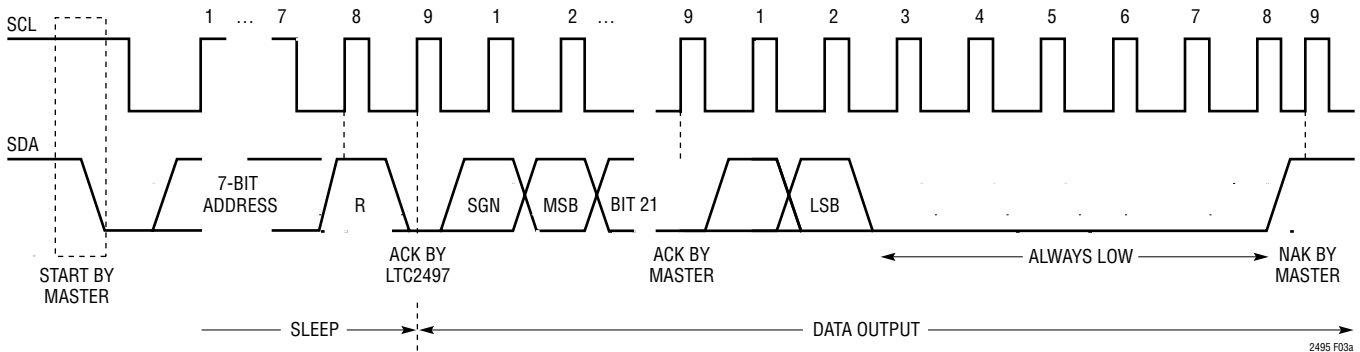 SCL
1 … 7 8 9 1 2 … 9 1 2 3 4 5 6 7 8 9
SDA
7-BIT
ADDRESS
R
SGN
MSB
BIT 21
LSB
START BY
MASTER
ACK BY
LTC2497
ACK BY
MASTER
ALWAYS LOW
NAK BY
MASTER
SLEEP
DATA OUTPUT
2495 F03a